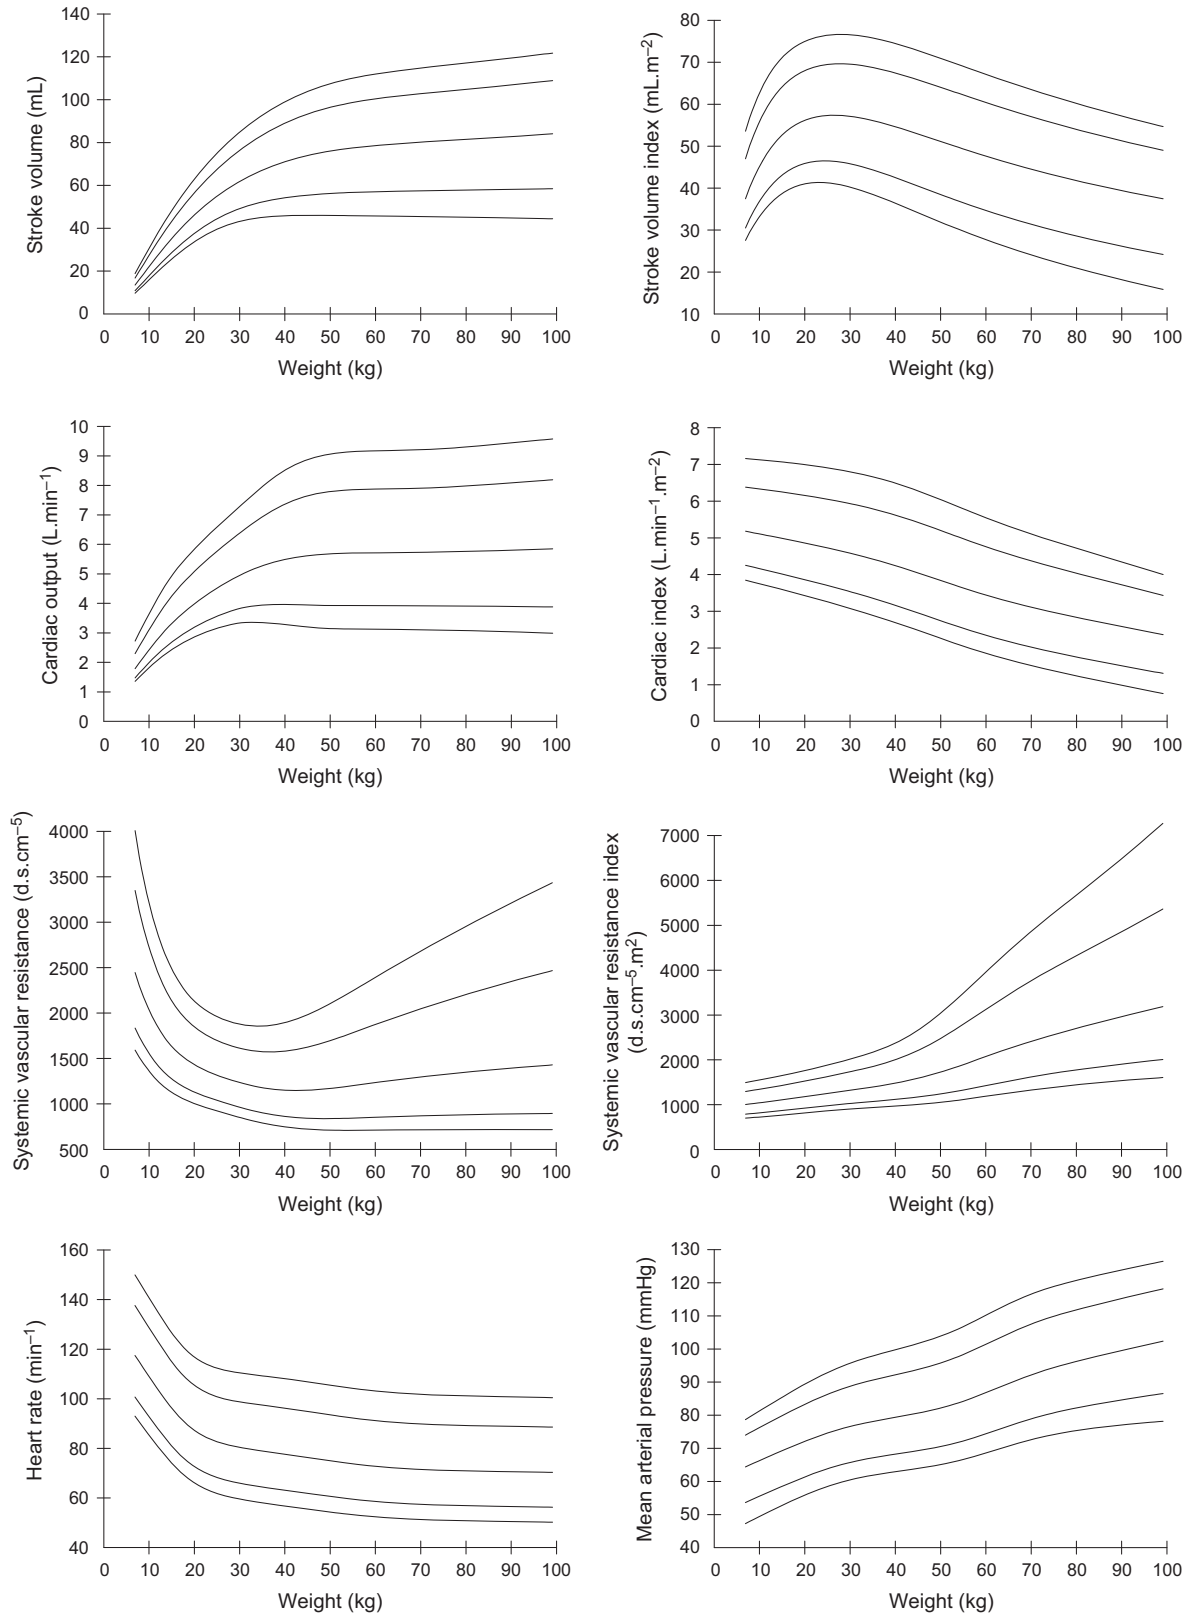 140
120
100
80
60
40
20
0
Stroke volume (mL)
0 10 20 30 40 50 60 70 80 90 100
Weight (kg)
80
70
60
50
40
30
20
10
Stroke volume index (mL.m−2)
0 10 20 30 40 50 60 70 80 90 100
Weight (kg)
10
9
8
7
6
5
4
3
2
1
0
Cardiac output (L.min−1)
0 10 20 30 40 50 60 70 80 90 100
Weight (kg)
8
7
6
5
4
3
2
1
0
Cardiac index (L.min−1.m−2)
0 10 20 30 40 50 60 70 80 90 100
Weight (kg)
4000
3500
3000
2500
2000
1500
1000
500
Systemic vascular resistance (d.s.cm−5)
0 10 20 30 40 50 60 70 80 90 100
Weight (kg)
7000
6000
5000
4000
3000
2000
1000
0
Systemic vascular resistance index
(d.s.cm−5.m2)
0 10 20 30 40 50 60 70 80 90 100
Weight (kg)
160
140
120
100
80
60
40
Heart rate (min−1)
0 10 20 30 40 50 60 70 80 90 100
Weight (kg)
130
120
110
100
90
80
70
60
50
40
Mean arterial pressure (mmHg)
0 10 20 30 40 50 60 70 80 90 100
Weight (kg)